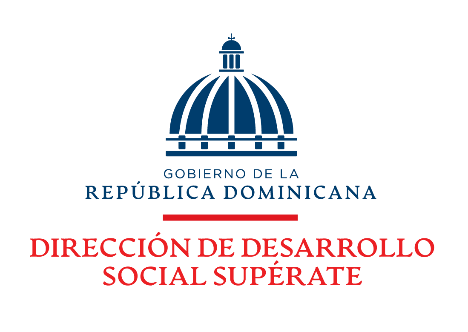 GOBIERNO DE LA
REPÚBLICA DOMINICANA
DIRECCIÓN DE DESARROLLO
SOCIAL SUPÉRATE